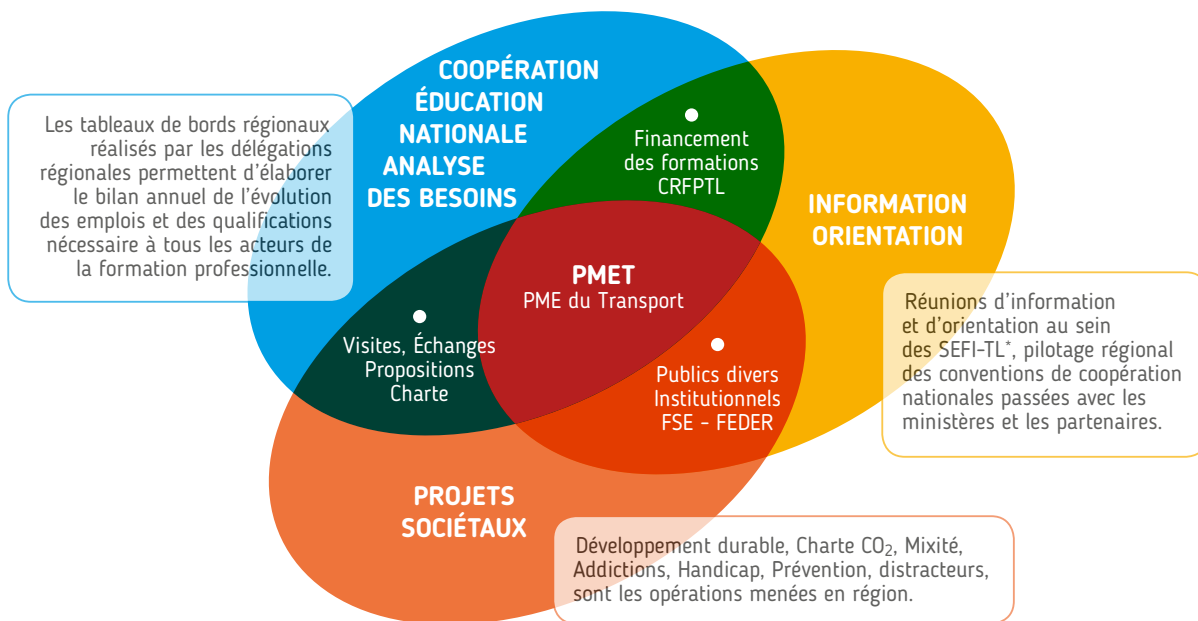 COOPÉRATION
ÉDUCATION
NATIONALE
ANALYSE
DES BESOINS
Les tableaux de bords régionaux
réalisés par les délégations
régionales permettent d'élaborer
le bilan annuel de l'évolution
des emplois et des qualifications
nécessaire à tous les acteurs de
la formation professionnelle.
Financement
des formations
CRFPTL
INFORMATION
ORIENTATION
PMET
PME du Transport
Réunions d'information
et d'orientation au sein
des SEFI-TL*, pilotage régional
des conventions de coopération
nationales passées avec les
ministères et les partenaires.
Visites, Échanges
Propositions
Charte
Publics divers
Institutionnels
FSE - FEDER
PROJETS
SOCIÉTAUX
Développement durable, Charte CO₂, Mixité,
Addictions, Handicap, Prévention, distracteurs,
sont les opérations menées en région.